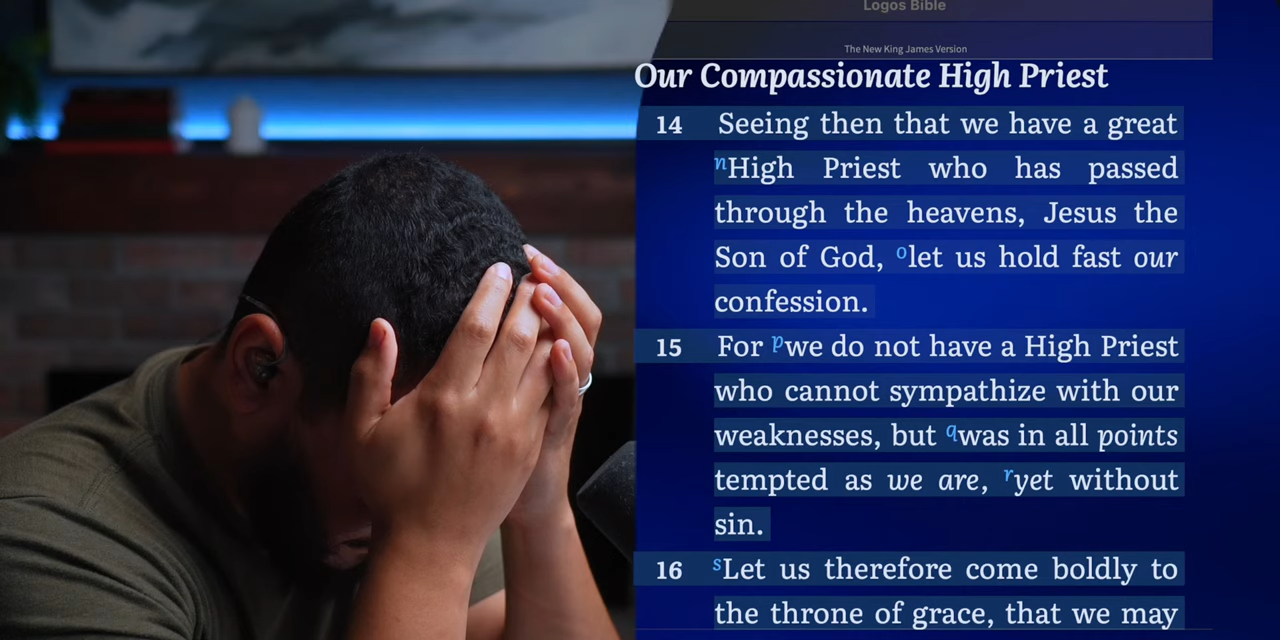 Logos Bible
The New King James Version
Our Compassionate High Priest
14 Seeing then that we have a great
nHigh Priest who has passed
through the heavens, Jesus the
Son of God, olet us hold fast our
confession.
15 For pwe do not have a High Priest
who cannot sympathize with our
weaknesses, but qwas in all points
tempted as we are, ryet without
sin.
16 sLet us therefore come boldly to
the throne of grace, that we may